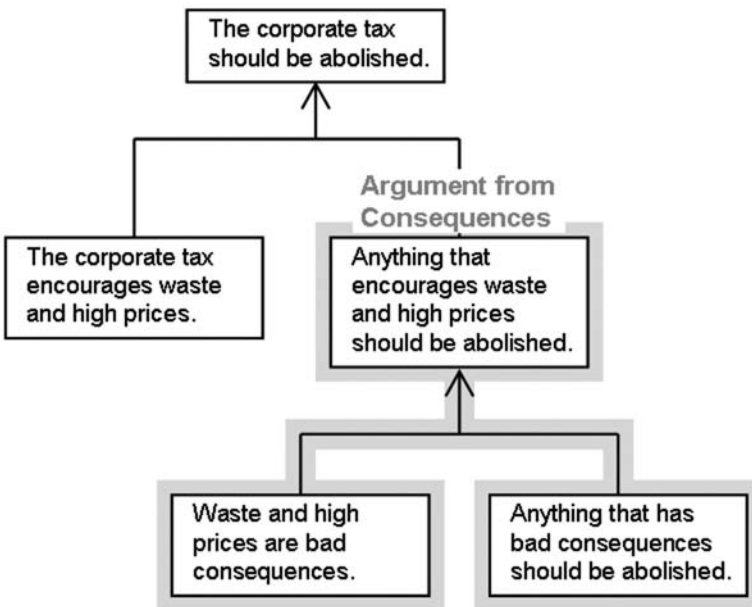 The corporate tax
should be abolished.
Argument from
Consequences
The corporate tax
encourages waste
and high prices.
Anything that
encourages waste
and high prices
should be abolished.
Waste and high
prices are bad
consequences.
Anything that has
bad consequences
should be abolished.